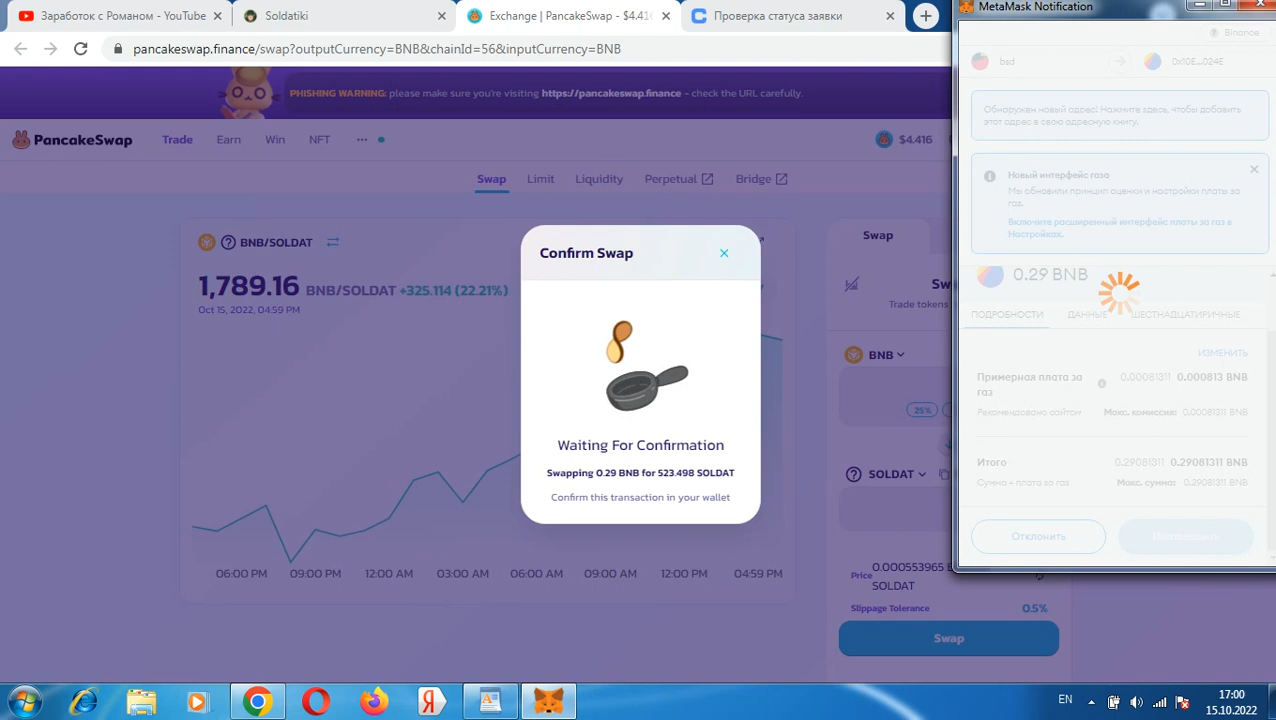 Заработок с Романом - YouTube
Soldatiki
Exchange | PancakeSwap - $4.416
Проверка статуса заявки
MetaMask Notification
pancakeswap.finance/swap?outputCurrency=BNB&chainId=56&inputCurrency=BNB
Binance
bsd
0x10E...024E
PHISHING WARNING: please make sure you're visiting https://pancakeswap.finance - check the URL carefully.
Обнаружен новый адрес! Нажмите здесь, чтобы добавить
этот адрес в свою адресную книгу.
PancakeSwap
Trade
Earn
Win
NFT
$4.416
Новый интерфейс газа
Мы обновили принцип оценки и настройки платы за
газ.
Включите расширенный интерфейс платы за газ в
Настройках.
Swap
Limit
Liquidity
Perpetual
Bridge
BNB/SOLDAT
1,789.16 BNB/SOLDAT +325.114 (22.21%)
Oct 15, 2022, 04:59 PM
Confirm Swap
Swap
Trade tokens
0.29 BNB
ПОДРОБНОСТИ
ДАННЫЕ
ШЕСТНАДЦАТИРИЧНЫЕ
ИЗМЕНИТЬ
BNB
25%
Примерная плата за
газ
0.00081311 0.000813 BNB
Рекомендовано сайтом
Макс. комиссия: 0.00081311 BNB
Waiting For Confirmation
Swapping 0.29 BNB for 523.498 SOLDAT
Confirm this transaction in your wallet
SOLDAT
Итого
0.29081311 0.29081311 BNB
Сумма + плата за газ
Макс. сумма: 0.29081311 BNB
Отклонить
06:00 PM
09:00 PM
12:00 AM
03:00 AM
06:00 AM
09:00 AM
12:00 PM
04:59 PM
Price
0.000553965
SOLDAT
Slippage Tolerance
0.5%
Swap
EN
17:00
15.10.2022